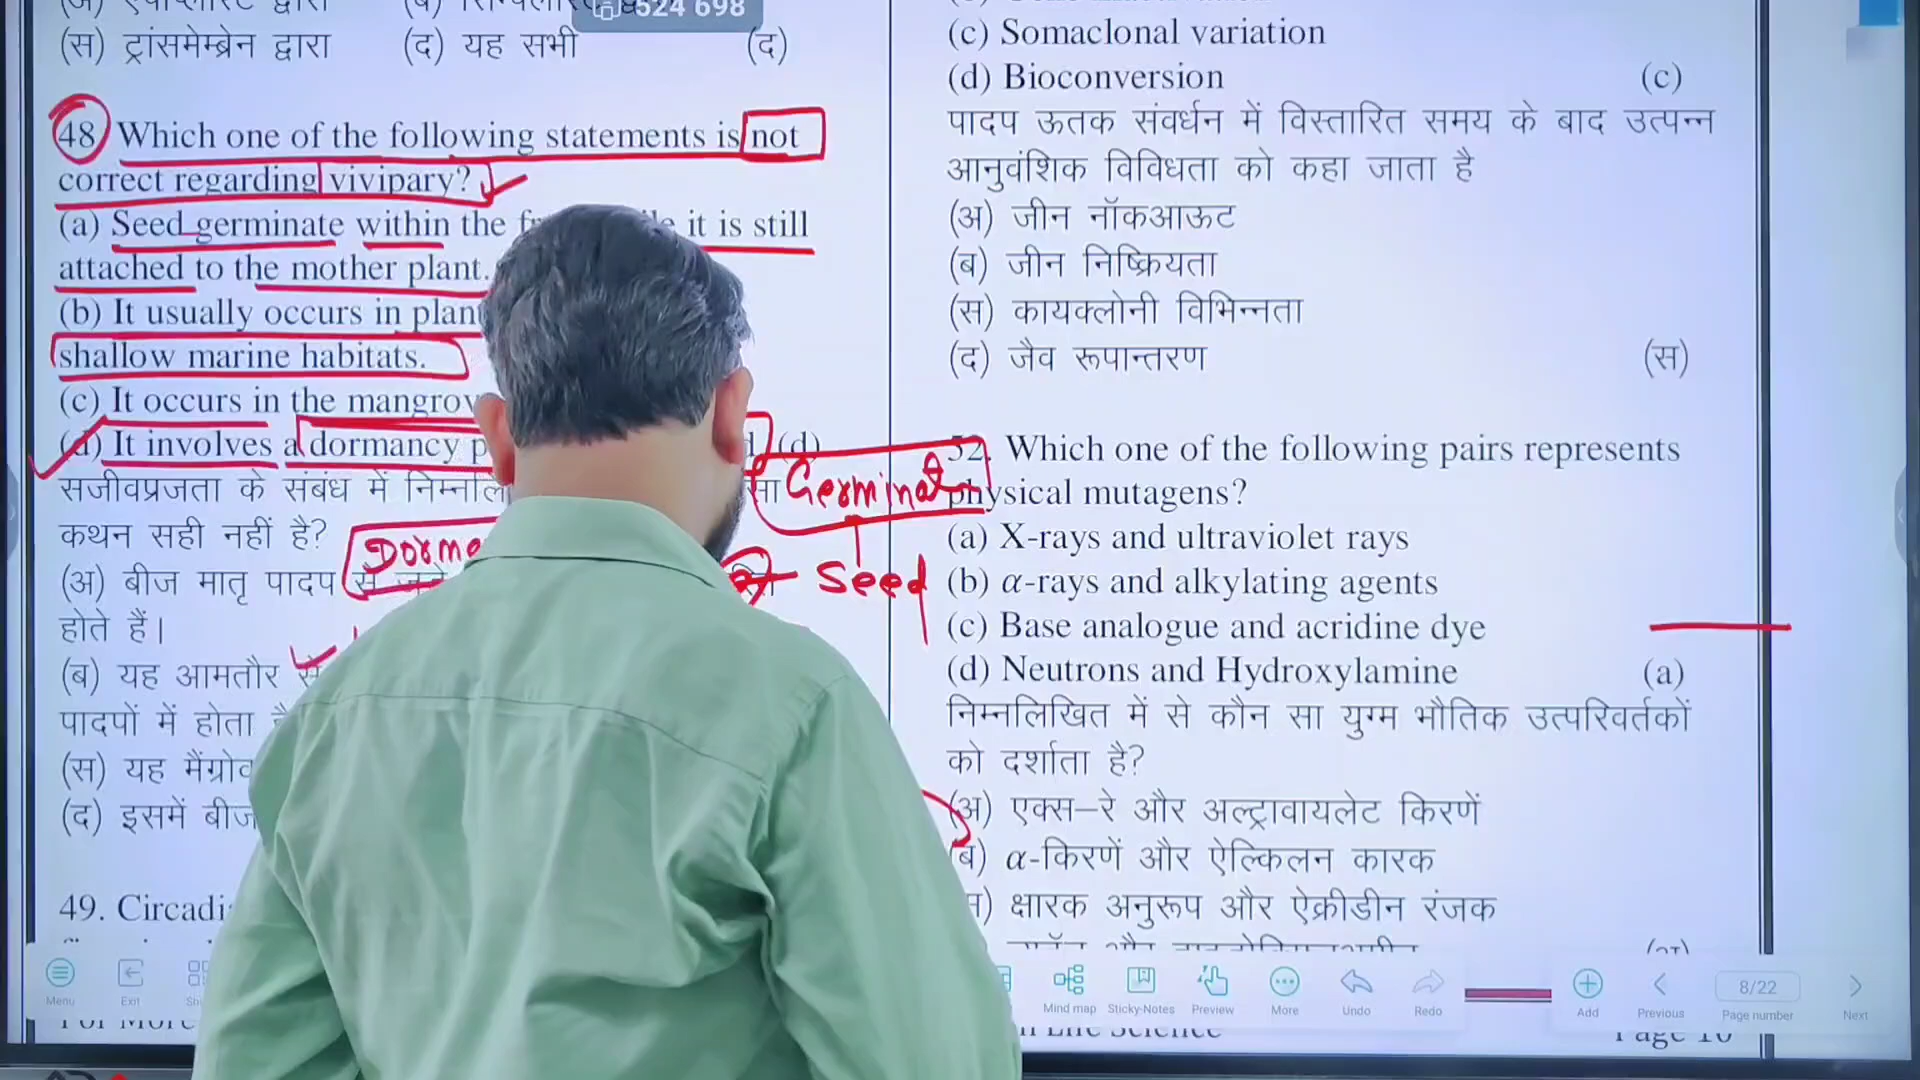 (स) ट्रांसमेम्ब्रेन द्वारा (द) यह सभी (द)
524 698
48 Which one of the following statements is not
correct regarding vivipary?
(a) Seed germinate within the it is still
attached to the mother plant.
(b) It usually occurs in
shallow marine habitats.
(c) It occurs in the
(d) It involves a dormancy (d)
सजीवप्रजता के संबंध में सा
कथन सही नहीं है?
(अ) बीज मातृ पादप से
होते हैं।
(ब) यह आमतौर से
पादपों में होता
(स) यह
(द) इसमें बीज
49.
Germinat
Seed
(c) Somaclonal variation
(d) Bioconversion (c)
पादप ऊतक संवर्धन में विस्तारित समय के बाद उत्पन्न
आनुवंशिक विविधता को कहा जाता है
(अ) जीन नॉकआऊट
(ब) जीन निष्क्रियता
(स) कायक्लोनी विभिन्नता
(द) जैव रूपान्तरण (स)
52. Which one of the following pairs represents
physical mutagens?
(a) X-rays and ultraviolet rays
(b) α-rays and alkylating agents
(c) Base analogue and acridine dye
(d) Neutrons and Hydroxylamine (a)
निम्नलिखित में से कौन सा युग्म भौतिक उत्परिवर्तकों
को दर्शाता है?
(अ) एक्स–रे और अल्ट्रावायलेट किरणें
(ब) α-किरणें और ऐल्किलन कारक
क्षारक अनुरूप और ऐक्रीडीन रंजक
Menu Exit Mind map Sticky-Notes Preview More Undo Redo Add Previous 8/22 Page number Next